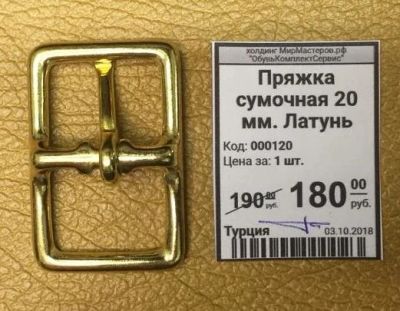 холдинг МирМастеров.рф
"ОбувьКомплектСервис"
Пряжка
сумочная 20
мм. Латунь
Код: 000120
Цена за: 1 шт.
190 00 руб. 180 00 руб.
Турция 03.10.2018